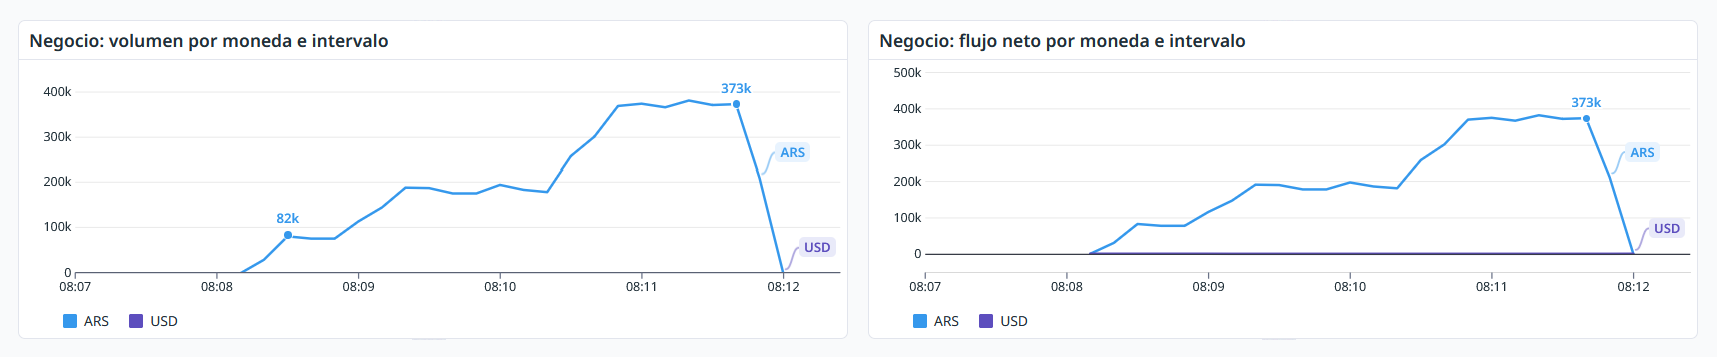 Negocio: volumen por moneda e intervalo
400k
300k
200k
100k
0
373k
82k
ARS
USD
08:07 08:08 08:09 08:10 08:11 08:12
ARS USD
Negocio: flujo neto por moneda e intervalo
500k
400k
300k
200k
100k
0
373k
ARS
USD
08:07 08:08 08:09 08:10 08:11 08:12
ARS USD